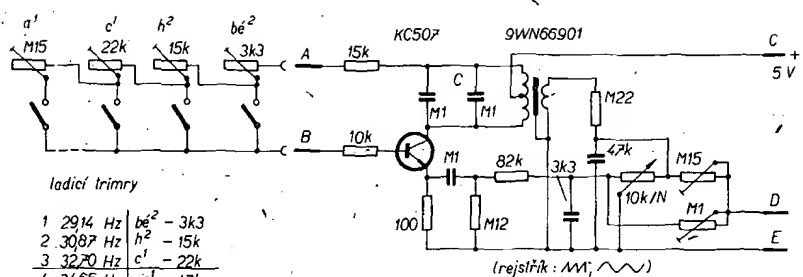 a¹ c¹ h² bé²
M15 22k 15k 3k3
A 15k KC507 9WN66901 C +
5 V
C
M1 M1
M22
B 10k
47k
M1 82k 3k3 M15
10k/N
100 M12 M1
D
E
(rejstřík:
ladicí trimry
1 29,14 Hz bé² – 3k3
2 30,87 Hz h² – 15k
3 32,70 Hz c¹ – 22k